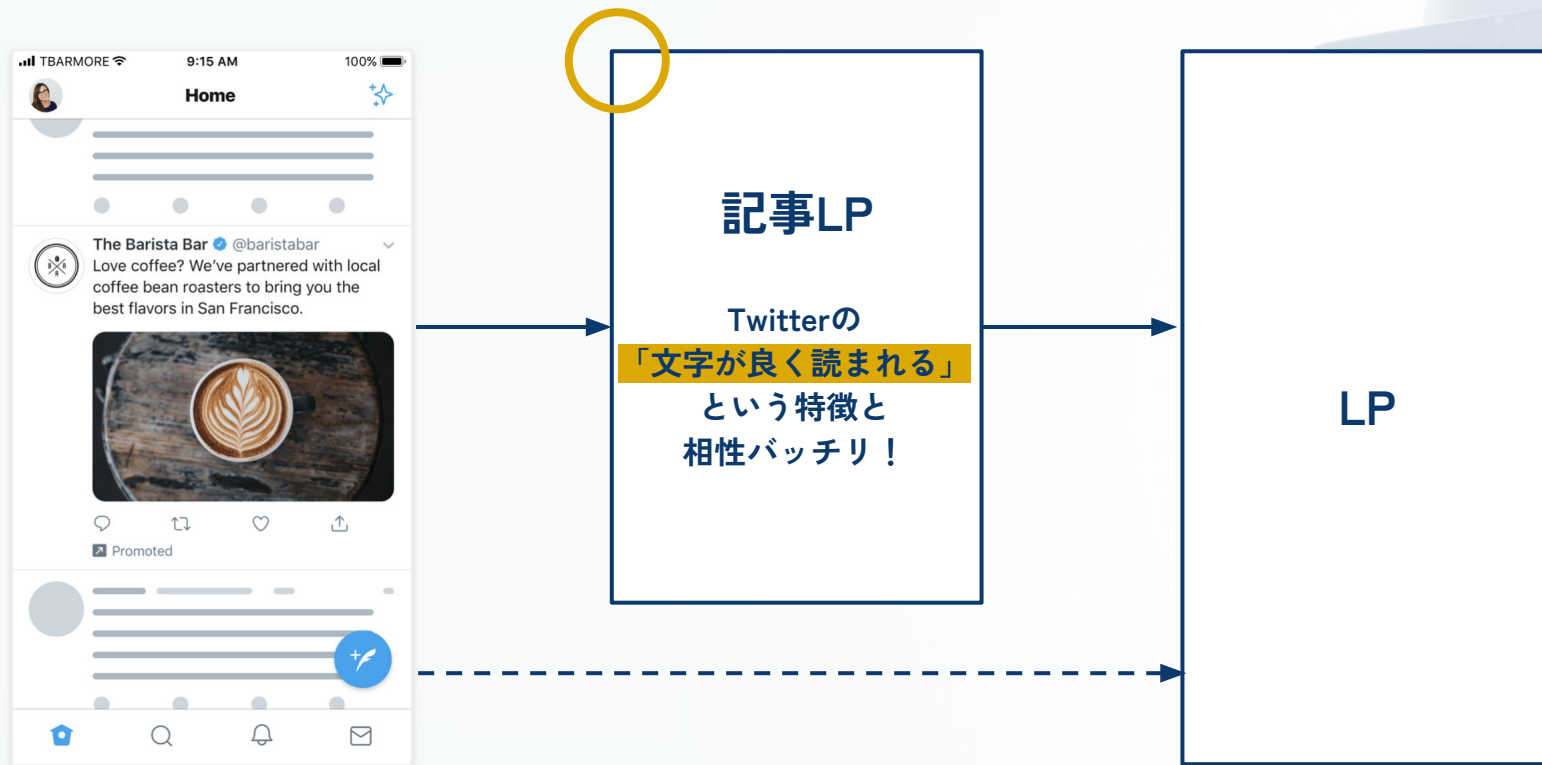 TBARMORE 9:15 AM 100%
Home
The Barista Bar @baristabar
Love coffee? We've partnered with local
coffee bean roasters to bring you the
best flavors in San Francisco.
Promoted
記事LP
Twitterの
「文字が良く読まれる」
という特徴と
相性バッチリ！
LP